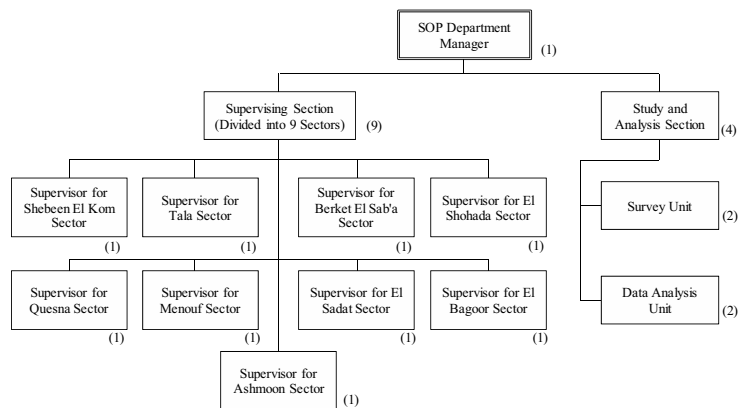 SOP Department
Manager
(1)
Supervising Section
(Divided into 9 Sectors)
(9)
Study and
Analysis Section
(4)
Supervisor for
Shebeen El Kom
Sector
(1)
Supervisor for
Tala Sector
(1)
Supervisor for
Berket El Sab'a
Sector
(1)
Supervisor for El
Shohada Sector
(1)
Survey Unit
(2)
Supervisor for
Quesna Sector
(1)
Supervisor for
Menouf Sector
(1)
Supervisor for El
Sadat Sector
(1)
Supervisor for El
Bagoor Sector
(1)
Data Analysis
Unit
(2)
Supervisor for
Ashmoon Sector
(1)